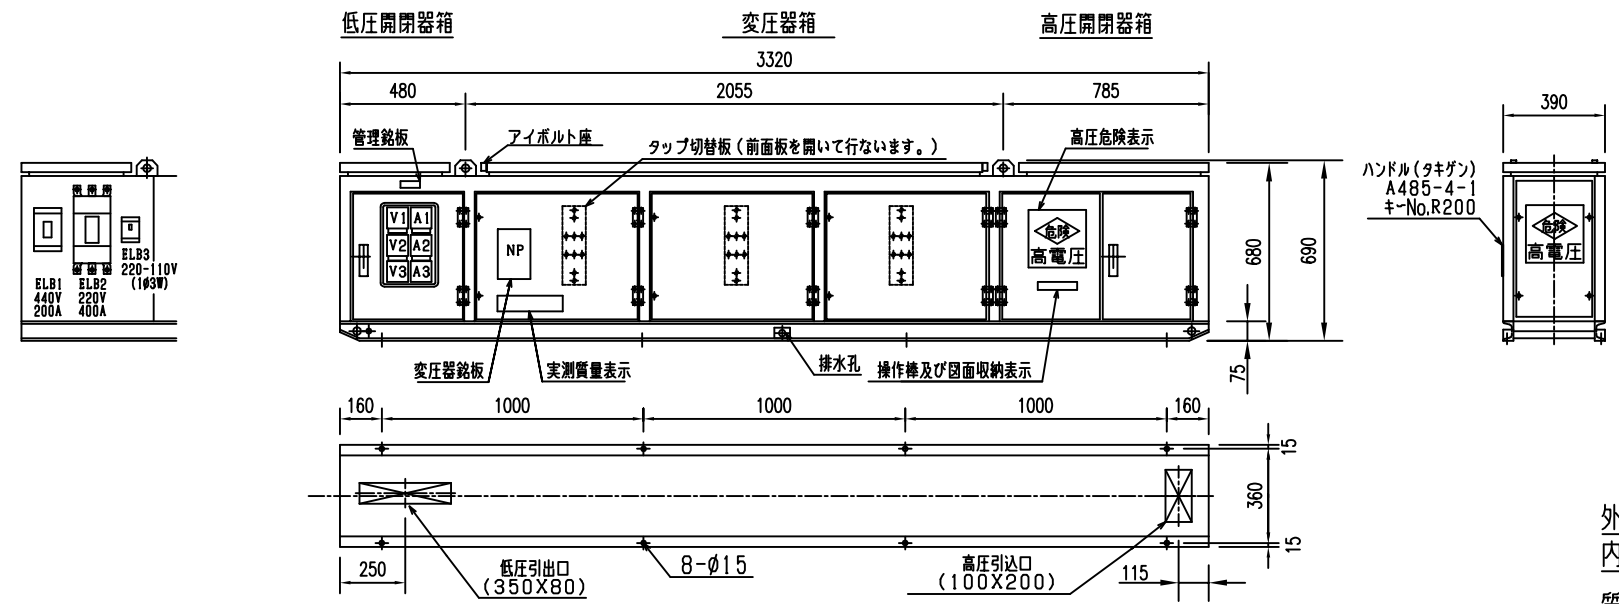 低圧開閉器箱
変圧器箱
高圧開閉器箱
3320
480
2055
785
390
管理銘板
アイボルト座
タップ切替板(前面板を開いて行ないます。)
高圧危険表示
ハンドル(タキゲン)
A485-4-1
キーNo.R200
V1 A1
V2 A2
V3 A3
NP
危険
高電圧
危険
高電圧
680
690
75
ELB1
440V
200A
ELB2
220V
400A
ELB3
220-110V
(1φ3W)
変圧器銘板
実測質量表示
排水孔
操作棒及び図面収納表示
160
1000
1000
1000
160
15
360
15
250
低圧引出口
(350X80)
8-φ15
高圧引込口
(100X200)
115
外
内